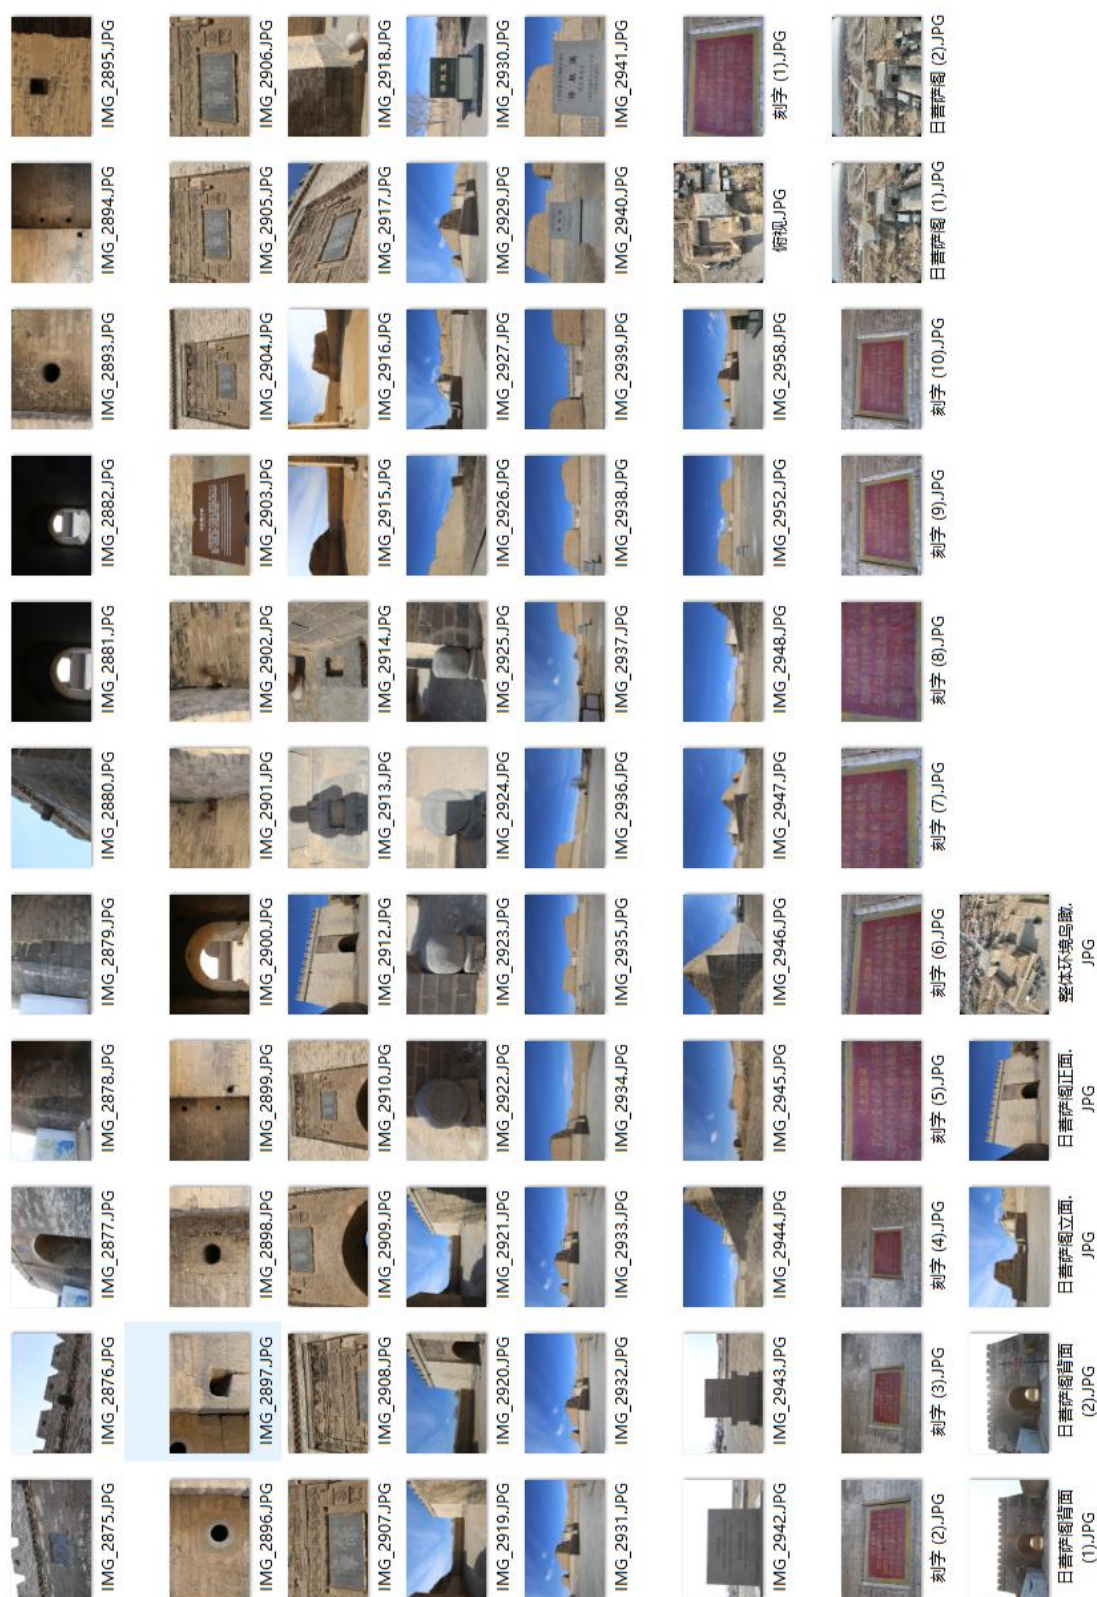 IMG_2875.JPG IMG_2876.JPG IMG_2877.JPG IMG_2878.JPG IMG_2879.JPG IMG_2880.JPG IMG_2881.JPG IMG_2882.JPG IMG_2893.JPG IMG_2894.JPG IMG_2895.JPG
IMG_2896.JPG IMG_2897.JPG IMG_2898.JPG IMG_2899.JPG IMG_2900.JPG IMG_2901.JPG IMG_2902.JPG IMG_2903.JPG IMG_2904.JPG IMG_2905.JPG IMG_2906.JPG
IMG_2907.JPG IMG_2908.JPG IMG_2909.JPG IMG_2910.JPG IMG_2912.JPG IMG_2913.JPG IMG_2914.JPG IMG_2915.JPG IMG_2916.JPG IMG_2917.JPG IMG_2918.JPG
IMG_2919.JPG IMG_2920.JPG IMG_2921.JPG IMG_2922.JPG IMG_2923.JPG IMG_2924.JPG IMG_2925.JPG IMG_2926.JPG IMG_2927.JPG IMG_2929.JPG IMG_2930.JPG
IMG_2931.JPG IMG_2932.JPG IMG_2933.JPG IMG_2934.JPG IMG_2935.JPG IMG_2936.JPG IMG_2937.JPG IMG_2938.JPG IMG_2939.JPG IMG_2940.JPG IMG_2941.JPG
IMG_2942.JPG IMG_2943.JPG IMG_2944.JPG IMG_2945.JPG IMG_2946.JPG IMG_2947.JPG IMG_2948.JPG IMG_2952.JPG IMG_2958.JPG 俯视.JPG 刻字 (1).JPG
刻字 (2).JPG 刻字 (3).JPG 刻字 (4).JPG 刻字 (5).JPG 刻字 (6).JPG 刻字 (7).JPG 刻字 (8).JPG 刻字 (9).JPG 刻字 (10).JPG 日菩萨阁 (1).JPG 日菩萨阁 (2).JPG
日菩萨阁背面 日菩萨阁背面 日菩萨阁立面. 日菩萨阁正面. 整体环境鸟瞰.
(1).JPG (2).JPG JPG JPG JPG